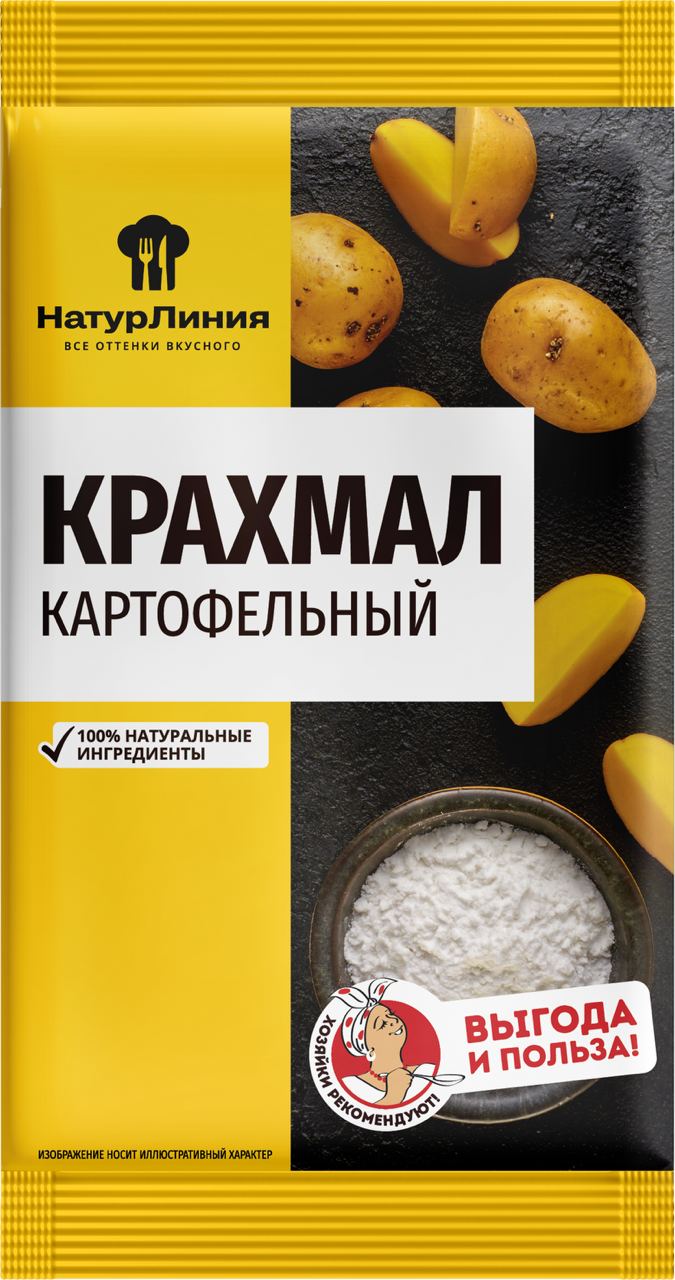 НатурЛиния
ВСЕ ОТТЕНКИ ВКУСНОГО
КРАХМАЛ
КАРТОФЕЛЬНЫЙ
100% НАТУРАЛЬНЫЕ
ИНГРЕДИЕНТЫ
ВЫГОДА
И ПОЛЬЗА!
ХОЗЯЙКИ РЕКОМЕНДУЮТ!
ИЗОБРАЖЕНИЕ НОСИТ ИЛЛЮСТРАТИВНЫЙ ХАРАКТЕР